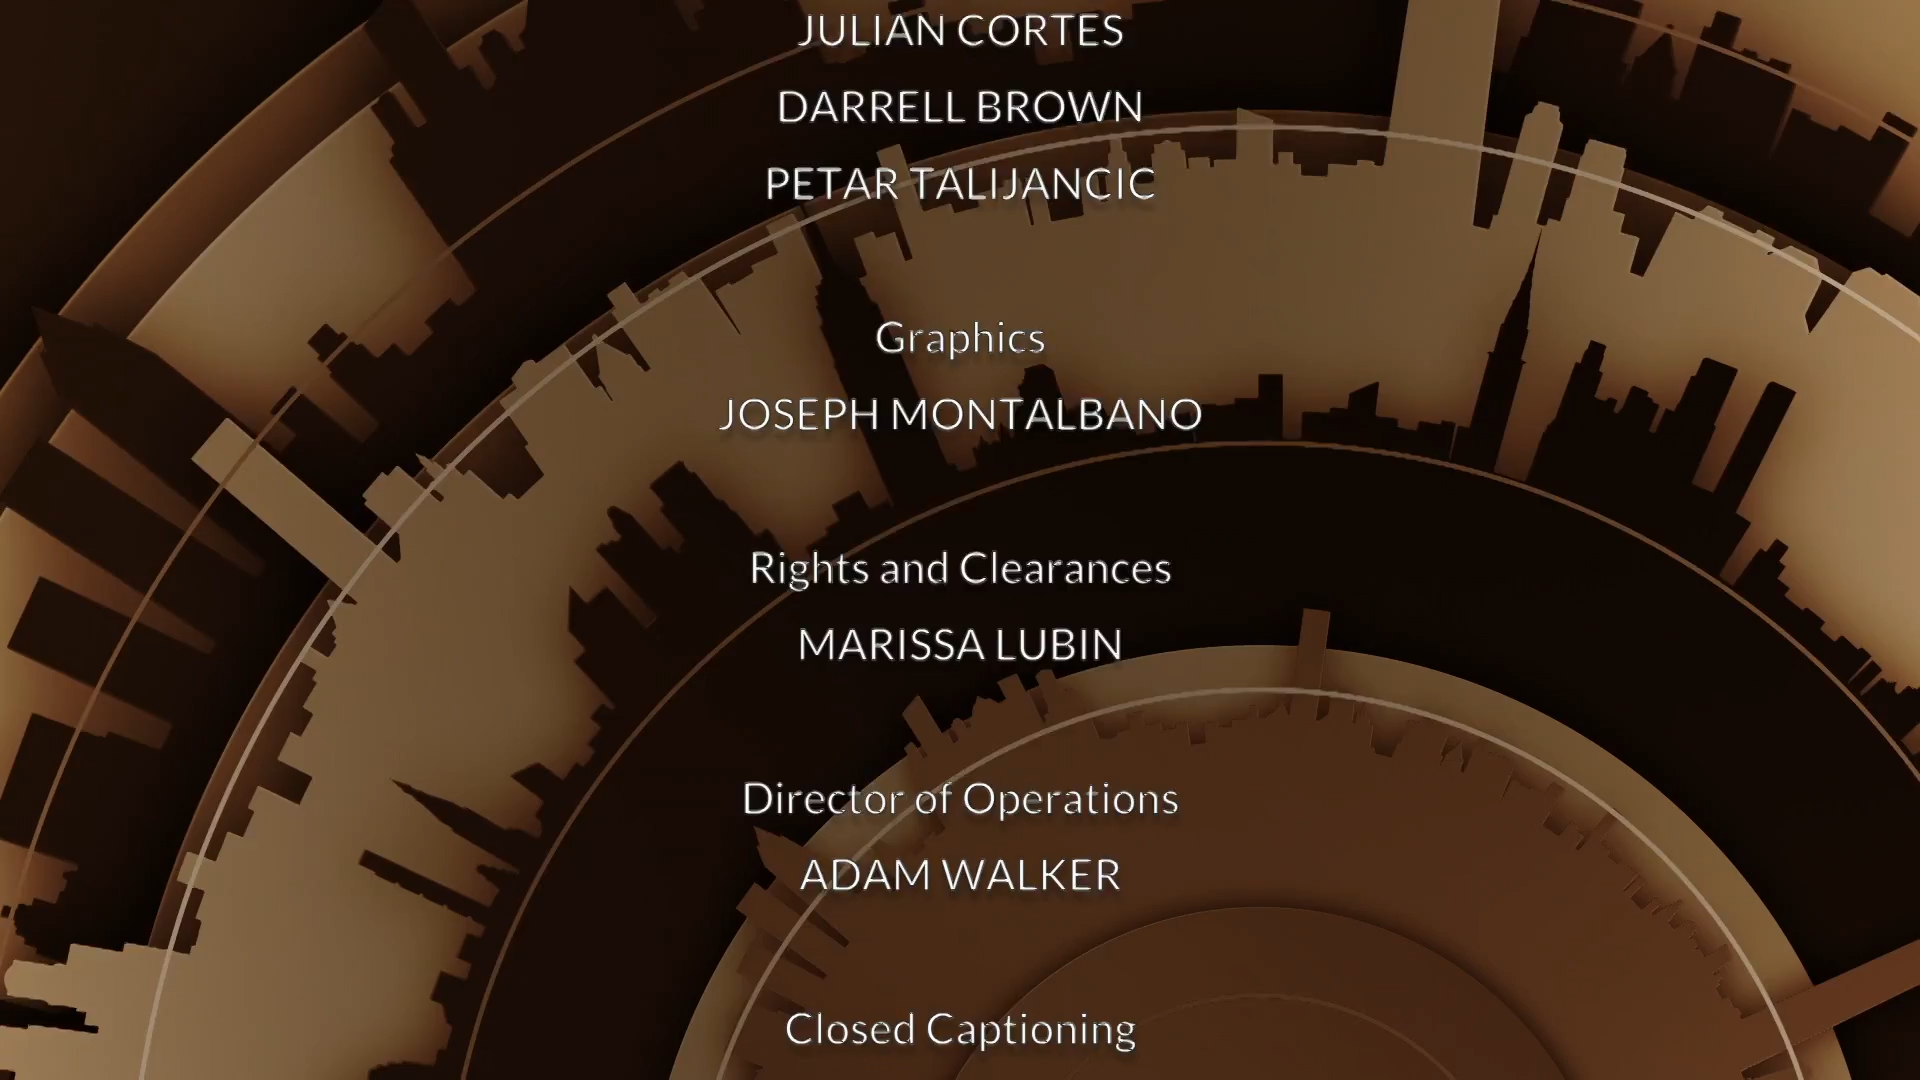 JULIAN CORTES
DARRELL BROWN
PETAR TALIJANCIC
Graphics
JOSEPH MONTALBANO
Rights and Clearances
MARISSA LUBIN
Director of Operations
ADAM WALKER
Closed Captioning